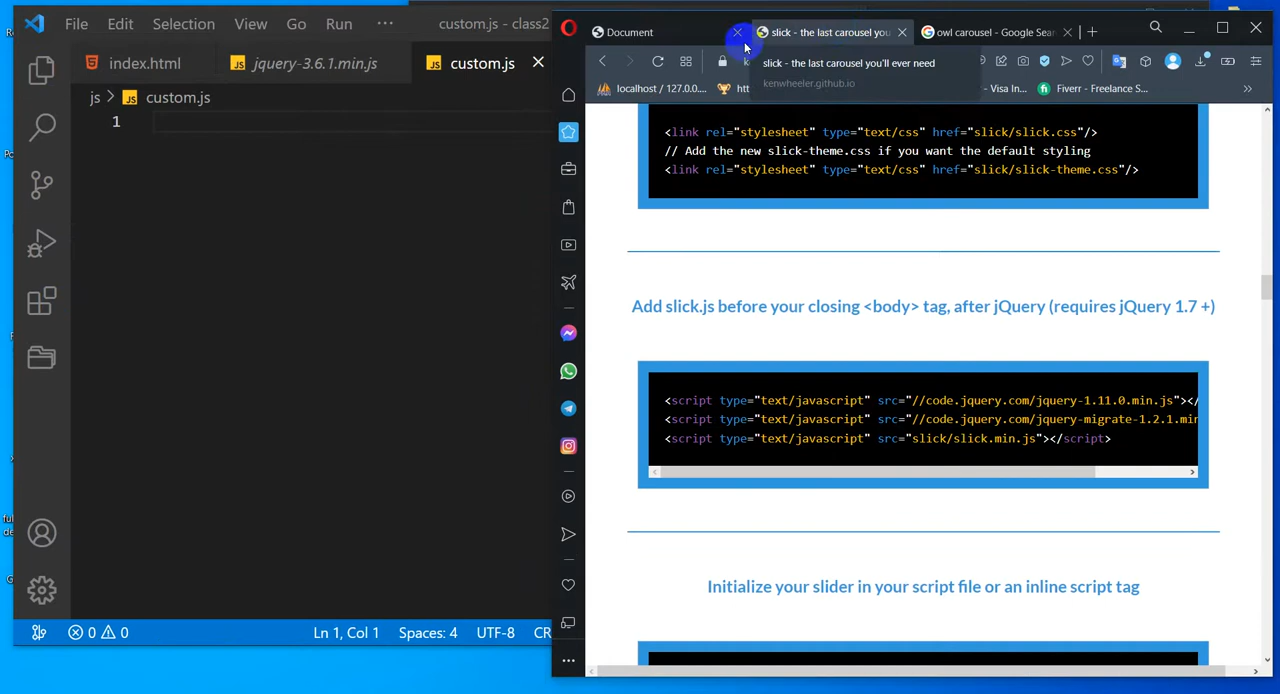 File Edit Selection View Go Run ··· custom.js - class2
index.html
jquery-3.6.1.min.js
custom.js
js > custom.js
1
0 0
Ln 1, Col 1 Spaces: 4 UTF-8 CR
Document
slick - the last carousel you
owl carousel - Google Sear
slick - the last carousel you'll ever need
kenwheeler.github.io
localhost / 127.0.0....
htt
- Visa In...
Fiverr - Freelance S...
<link rel="stylesheet" type="text/css" href="slick/slick.css"/>
// Add the new slick-theme.css if you want the default styling
<link rel="stylesheet" type="text/css" href="slick/slick-theme.css"/>
Add slick.js before your closing <body> tag, after jQuery (requires jQuery 1.7 +)
<script type="text/javascript" src="//code.jquery.com/jquery-1.11.0.min.js"></
<script type="text/javascript" src="//code.jquery.com/jquery-migrate-1.2.1.min
<script type="text/javascript" src="slick/slick.min.js"></script>
Initialize your slider in your script file or an inline script tag